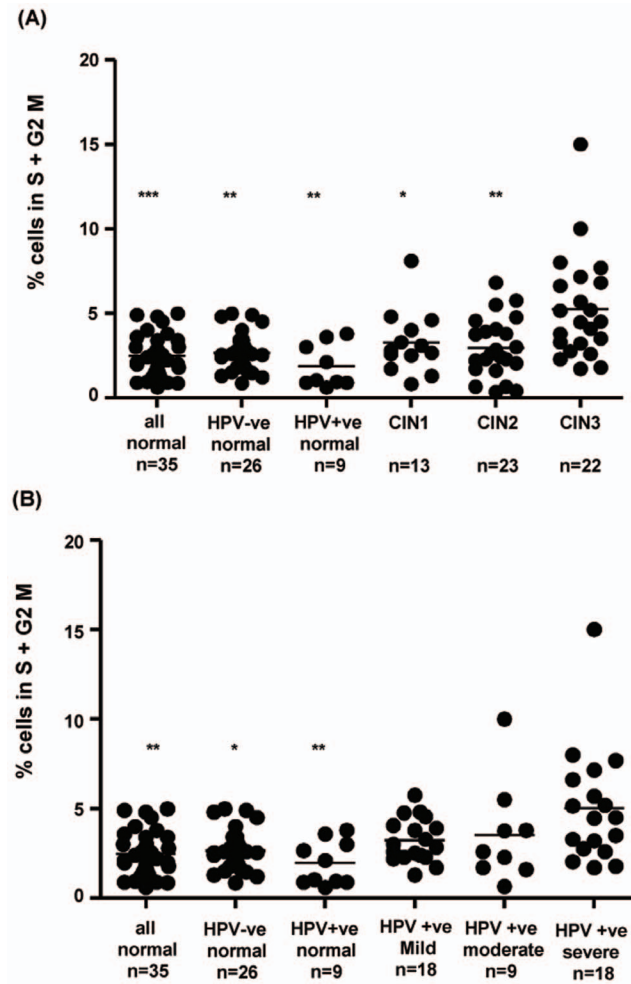 (A)
% cells in S + G2 M
20
15
10
5
0
*** ** ** * **
all normal n=35
HPV-ve normal n=26
HPV+ve normal n=9
CIN1 n=13
CIN2 n=23
CIN3 n=22
(B)
% cells in S + G2 M
20
15
10
5
0
** * **
all normal n=35
HPV-ve normal n=26
HPV+ve normal n=9
HPV +ve Mild n=18
HPV +ve moderate n=9
HPV +ve severe n=18